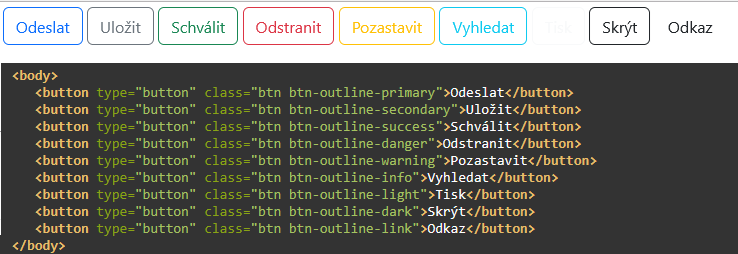 Odeslat Uložit Schválit Odstranit Pozastavit Vyhledat Tisk Skrýt Odkaz
<body>
<button type="button" class="btn btn-outline-primary">Odeslat</button>
<button type="button" class="btn btn-outline-secondary">Uložit</button>
<button type="button" class="btn btn-outline-success">Schválit</button>
<button type="button" class="btn btn-outline-danger">Odstranit</button>
<button type="button" class="btn btn-outline-warning">Pozastavit</button>
<button type="button" class="btn btn-outline-info">Vyhledat</button>
<button type="button" class="btn btn-outline-light">Tisk</button>
<button type="button" class="btn btn-outline-dark">Skrýt</button>
<button type="button" class="btn btn-outline-link">Odkaz</button>
</body>